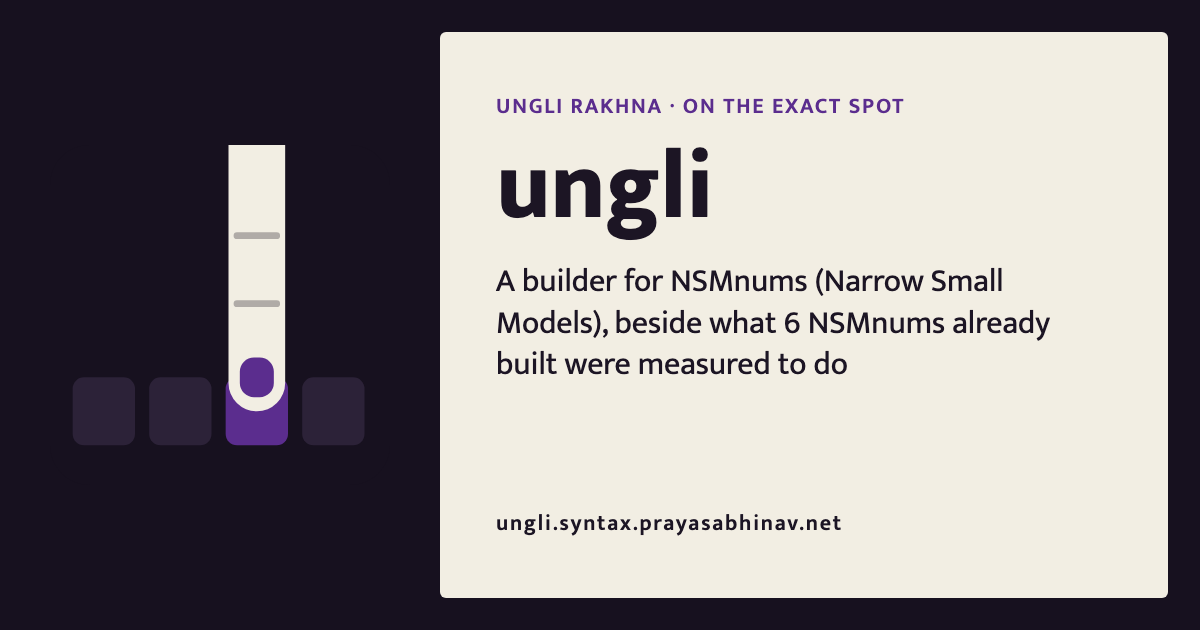 UNGLI RAKHNA · ON THE EXACT SPOT
ungli
A builder for NSMnums (Narrow Small
Models), beside what 6 NSMnums already
built were measured to do
ungli.syntax.prayasabhinav.net